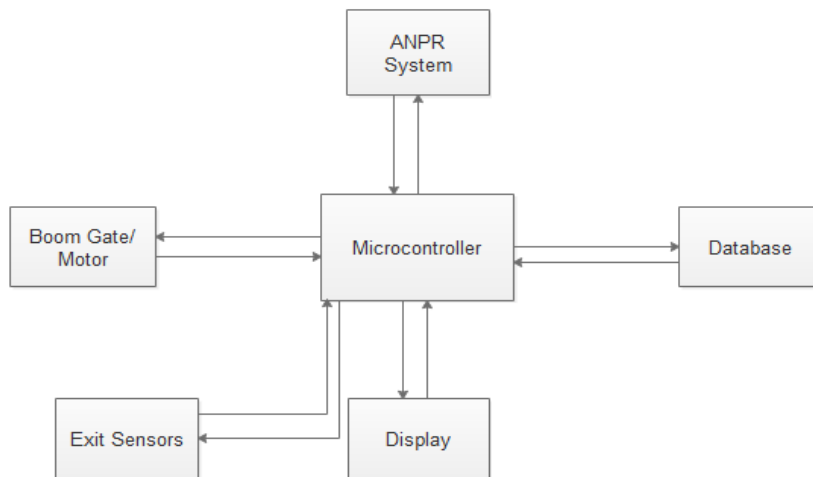 ANPR
System
Boom Gate/
Motor
Microcontroller
Database
Exit Sensors
Display